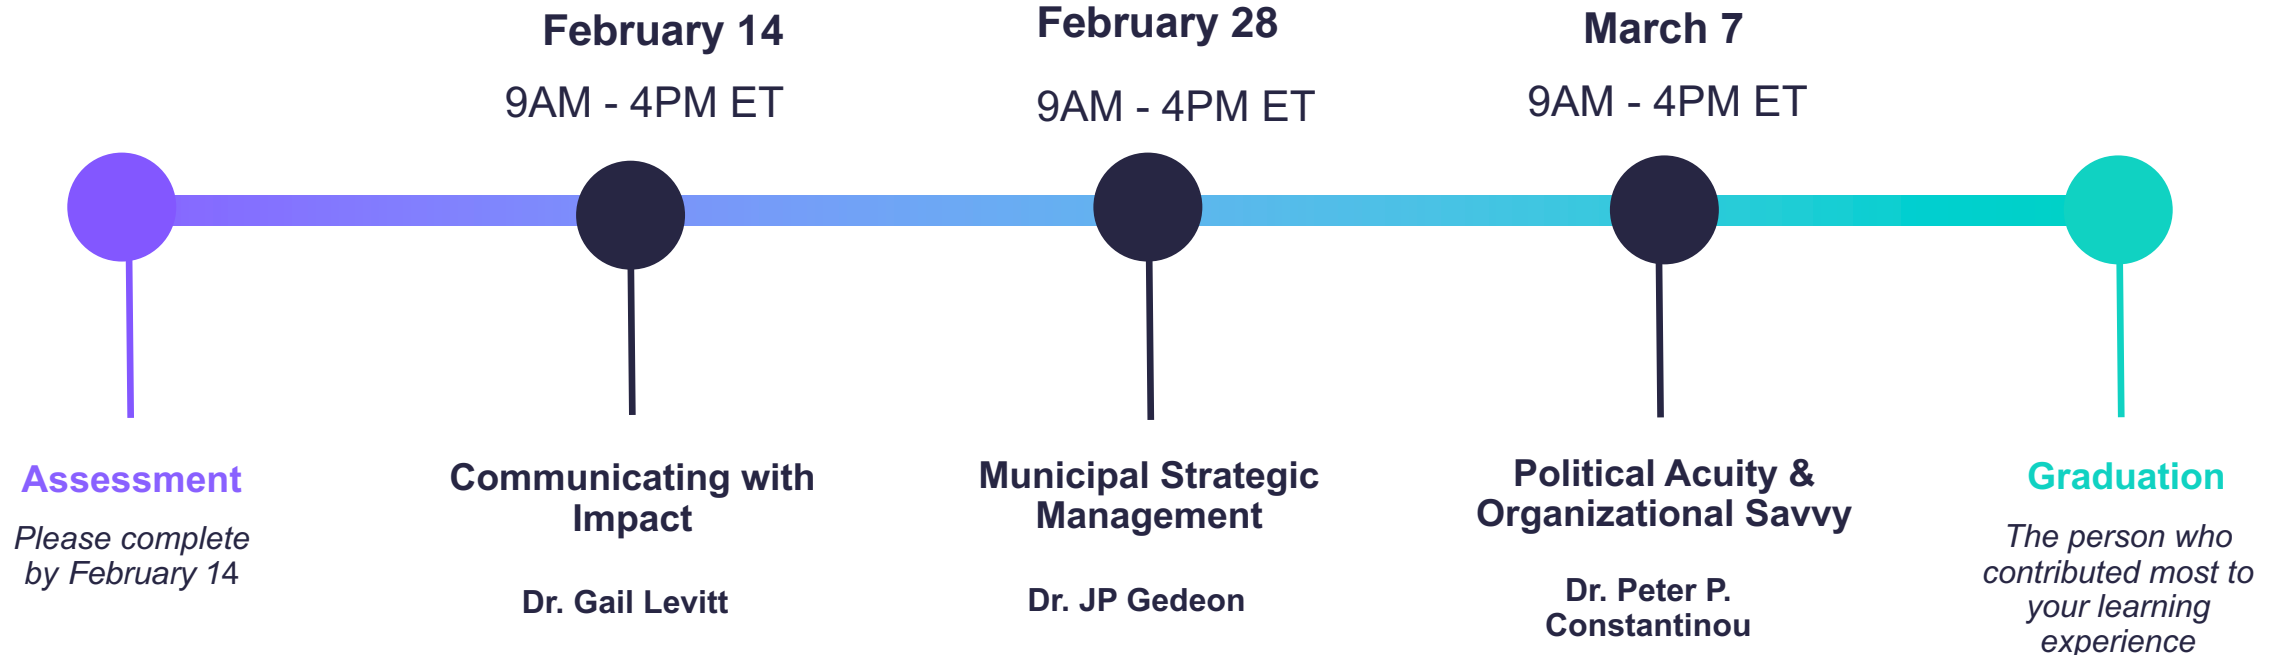 February 14
9AM - 4PM ET
February 28
9AM - 4PM ET
March 7
9AM - 4PM ET
Assessment
Please complete
by February 14
Communicating with
Impact
Dr. Gail Levitt
Municipal Strategic
Management
Dr. JP Gedeon
Political Acuity &
Organizational Savvy
Dr. Peter P.
Constantinou
Graduation
The person who
contributed most to
your learning
experience